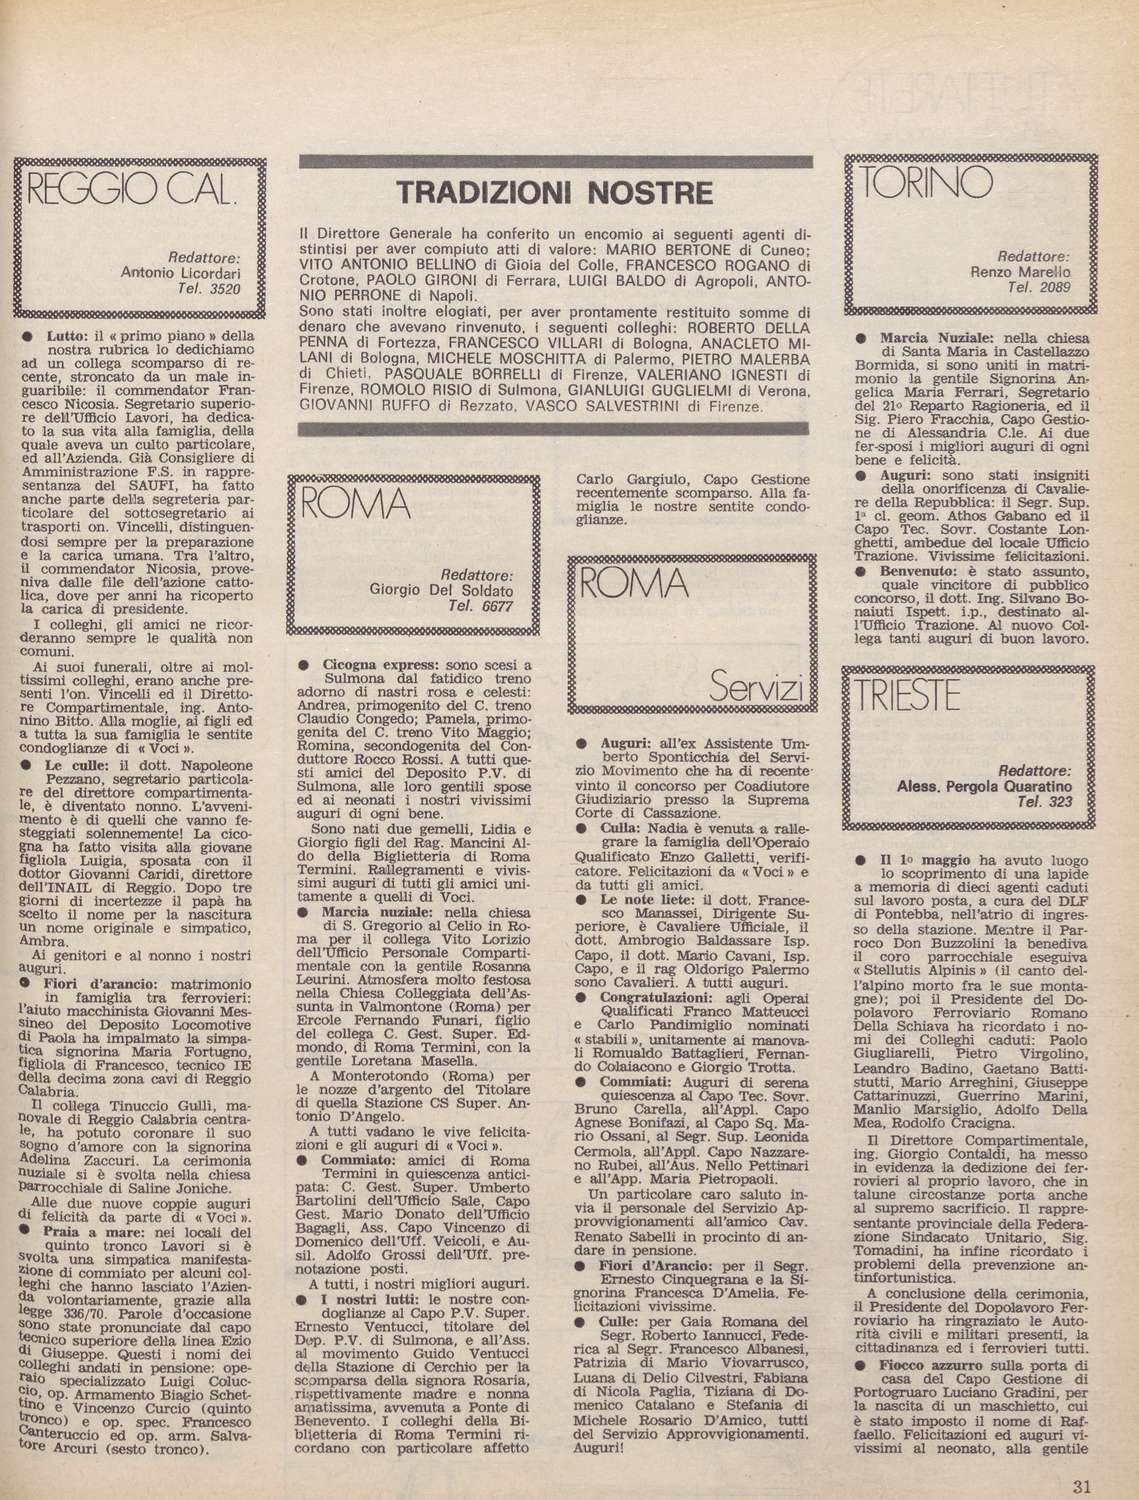 REGGIO CAL.
Redattore:
Antonio Licordari
Tel. 3520
● Lutto: il « primo piano » della
nostra rubrica lo dedichiamo
ad un collega scomparso di re-
cente, stroncato da un male in-
guaribile: il commendator Fran-
cesco Nicosia. Segretario superio-
re dell'Ufficio Lavori, ha dedica-
to la sua vita alla famiglia, della
quale aveva un culto particolare,
ed all'Azienda. Già Consigliere di
Amministrazione F.S. in rappre-
sentanza del SAUFI, ha fatto
anche parte della segreteria par-
ticolare del sottosegretario ai
trasporti on. Vincelli, distinguen-
dosi sempre per la preparazione
e la carica umana. Tra l'altro,
il commendator Nicosia, prove-
niva dalle file dell'azione catto-
lica, dove per anni ha ricoperto
la carica di presidente.
I colleghi, gli amici ne ricor-
deranno sempre le qualità non
comuni.
Ai suoi funerali, oltre ai mol-
tissimi colleghi, erano anche pre-
senti l'on. Vincelli ed il Diretto-
re Compartimentale, ing. Anto-
nino Bitto. Alla moglie, ai figli ed
a tutta la sua famiglia le sentite
condoglianze di « Voci ».
● Le culle: il dott. Napoleone
Pezzano, segretario particola-
re del direttore compartimenta-
le, è diventato nonno. L'avveni-
mento è di quelli che vanno fe-
steggiati solennemente! La cico-
gna ha fatto visita alla giovane
figliola Luigia, sposata con il
dottor Giovanni Caridi, direttore
dell'INAIL di Reggio. Dopo tre
giorni di incertezze il papà ha
scelto il nome per la nascitura
un nome originale e simpatico,
Ambra.
Ai genitori e al nonno i nostri
auguri.
● Fiori d'arancio: matrimonio
in famiglia tra ferrovieri:
l'aiuto macchinista Giovanni Mes-
sineo del Deposito Locomotive
di Paola ha impalmato la simpa-
tica signorina Maria Fortugno,
figliola di Francesco, tecnico IE
della decima zona cavi di Reggio
Calabria.
Il collega Tinuccio Gullì, ma-
novale di Reggio Calabria centra-
le, ha potuto coronare il suo
sogno d'amore con la signorina
Adelina Zaccuri. La cerimonia
nuziale si è svolta nella chiesa
parrocchiale di Saline Joniche.
Alle due nuove coppie auguri
di felicità da parte di « Voci ».
● Praia a mare: nei locali del
quinto tronco Lavori si è
svolta una simpatica manifesta-
zione di commiato per alcuni col-
leghi che hanno lasciato l'Azien-
da volontariamente, grazie alla
legge 336/70. Parole d'occasione
sono state pronunciate dal capo
tecnico superiore della linea Ezio
di Giuseppe. Questi i nomi dei
colleghi andati in pensione: ope-
raio specializzato Luigi Coluc-
cio, op. Armamento Biagio Schet-
tino e Vincenzo Curcio (quinto
tronco) e op. spec. Francesco
Canteruccio ed op. arm. Salva-
tore Arcuri (sesto tronco).
TRADIZIONI NOSTRE
Il Direttore Generale ha conferito un encomio ai seguenti agenti di-
stintisi per aver compiuto atti di valore: MARIO BERTONE di Cuneo;
VITO ANTONIO BELLINO di Gioia del Colle, FRANCESCO ROGANO di
Crotone, PAOLO GIRONI di Ferrara, LUIGI BALDO di Agropoli, ANTO-
NIO PERRONE di Napoli.
Sono stati inoltre elogiati, per aver prontamente restituito somme di
denaro che avevano rinvenuto, i seguenti colleghi: ROBERTO DELLA
PENNA di Fortezza, FRANCESCO VILLARI di Bologna, ANACLETO MI-
LANI di Bologna, MICHELE MOSCHITTA di Palermo, PIETRO MALERBA
di Chieti, PASQUALE BORRELLI di Firenze, VALERIANO IGNESTI di
Firenze, ROMOLO RISIO di Sulmona, GIANLUIGI GUGLIELMI di Verona,
GIOVANNI RUFFO di Rezzato, VASCO SALVESTRINI di Firenze.
ROMA
Redattore:
Giorgio Del Soldato
Tel. 6677
● Cicogna express: sono scesi a
Sulmona dal fatidico treno
adorno di nastri rosa e celesti:
Andrea, primogenito del C. treno
Claudio Congedo; Pamela, primo-
genita del C. treno Vito Maggio;
Romina, secondogenita del Con-
duttore Rocco Rossi. A tutti que-
sti amici del Deposito P.V. di
Sulmona, alle loro gentili spose
ed ai neonati i nostri vivissimi
auguri di ogni bene.
Sono nati due gemelli, Lidia e
Giorgio figli del Rag. Mancini Al-
do della Biglietteria di Roma
Termini. Rallegramenti e vivis-
simi auguri di tutti gli amici uni-
tamente a quelli di Voci.
● Marcia nuziale: nella chiesa
di S. Gregorio al Celio in Ro-
ma per il collega Vito Lorizio
dell'Ufficio Personale Comparti-
mentale con la gentile Rosanna
Leurini. Atmosfera molto festosa
nella Chiesa Colleggiata dell'As-
sunta in Valmontone (Roma) per
Ercole Fernando Funari, figlio
del collega C. Gest. Super. Ed-
mondo, di Roma Termini, con la
gentile Loretana Masella.
A Monterotondo (Roma) per
le nozze d'argento del Titolare
di quella Stazione CS Super. An-
tonio D'Angelo.
A tutti vadano le vive felicita-
zioni e gli auguri di « Voci ».
● Commiato: amici di Roma
Termini in quiescenza antici-
pata: C. Gest. Super. Umberto
Bartolini dell'Ufficio Sale, Capo
Gest. Mario Donato dell'Ufficio
Bagagli, Ass. Capo Vincenzo di
Domenico dell'Uff. Veicoli, e Au-
sil. Adolfo Grossi dell'Uff. pre-
notazione posti.
A tutti, i nostri migliori auguri.
● I nostri lutti: le nostre con-
doglianze al Capo P.V. Super.
Ernesto Ventucci, titolare del
Dep. P.V. di Sulmona, e all'Ass.
al movimento Guido Ventucci
della Stazione di Cerchio per la
scomparsa della signora Rosaria,
rispettivamente madre e nonna
amatissima, avvenuta a Ponte di
Benevento. I colleghi della Bi-
blietteria di Roma Termini ri-
cordano con particolare affetto
Carlo Gargiulo, Capo Gestione
recentemente scomparso. Alla fa-
miglia le nostre sentite condo-
glianze.
ROMA
Servizi
● Auguri: all'ex Assistente Um-
berto Sponticchia del Servi-
zio Movimento che ha di recente
vinto il concorso per Coadiutore
Giudiziario presso la Suprema
Corte di Cassazione.
● Culla: Nadia è venuta a ralle-
grare la famiglia dell'Operaio
Qualificato Enzo Galletti, verifi-
catore. Felicitazioni da « Voci » e
da tutti gli amici.
● Le note liete: il dott. France-
sco Manassei, Dirigente Su-
periore, è Cavaliere Ufficiale, il
dott. Ambrogio Baldassare Isp.
Capo, il dott. Mario Cavani, Isp.
Capo, e il rag Oldorigo Palermo
sono Cavalieri. A tutti auguri.
● Congratulazioni: agli Operai
Qualificati Franco Matteucci
e Carlo Pandimiglio nominati
« stabili », unitamente ai manova-
li Romualdo Battaglieri, Fernan-
do Colaiacono e Giorgio Trotta.
● Commiati: Auguri di serena
quiescenza al Capo Tec. Sovr.
Bruno Carella, all'Appl. Capo
Agnese Bonifazi, al Capo Sq. Ma-
rio Ossani, al Segr. Sup. Leonida
Cermola, all'Appl. Capo Nazzare-
no Rubei, all'Aus. Nello Pettinari
e all'App. Maria Pietropaoli.
Un particolare caro saluto in-
via il personale del Servizio Ap-
provvigionamenti all'amico Cav.
Renato Sabelli in procinto di an-
dare in pensione.
● Fiori d'Arancio: per il Segr.
Ernesto Cinquegrana e la Si-
gnorina Francesca D'Amelia. Fe-
licitazioni vivissime.
● Culle: per Gaia Romana del
Segr. Roberto Iannucci, Fede-
rica al Segr. Francesco Albanesi,
Patrizia di Mario Viovarrusco,
Luana di Delio Cilvestri, Fabiana
di Nicola Paglia, Tiziana di Do-
menico Catalano e Stefania di
Michele Rosario D'Amico, tutti
del Servizio Approvvigionamenti.
Auguri!
TORINO
Redattore:
Renzo Marello
Tel. 2089
● Marcia Nuziale: nella chiesa
di Santa Maria in Castellazzo
Bormida, si sono uniti in matri-
monio la gentile Signorina An-
gelica Maria Ferrari, Segretario
del 21º Reparto Ragioneria, ed il
Sig. Piero Fracchia, Capo Gestio-
ne di Alessandria C.le. Ai due
fer-sposi i migliori auguri di ogni
bene e felicità.
● Auguri: sono stati insigniti
della onorificenza di Cavalie-
re della Repubblica: il Segr. Sup.
1ª cl. geom. Athos Gabano ed il
Capo Tec. Sovr. Costante Lon-
ghetti, ambedue del locale Ufficio
Trazione. Vivissime felicitazioni.
● Benvenuto: è stato assunto,
quale vincitore di pubblico
concorso, il dott. Ing. Silvano Bo-
naiuti Ispett. i.p., destinato al-
l'Ufficio Trazione. Al nuovo Col-
lega tanti auguri di buon lavoro.
TRIESTE
Redattore:
Aless. Pergola Quaratino
Tel. 323
● Il 1º maggio ha avuto luogo
lo scoprimento di una lapide
a memoria di dieci agenti caduti
sul lavoro posta, a cura del DLF
di Pontebba, nell'atrio di ingres-
so della stazione. Mentre il Par-
roco Don Buzzolini la benediva
il coro parrocchiale eseguiva
« Stellutis Alpinis » (il canto del-
l'alpino morto fra le sue monta-
gne); poi il Presidente del Do-
polavoro Ferroviario Romano
Della Schiava ha ricordato i no-
mi dei Colleghi caduti: Paolo
Giugliarelli, Pietro Virgolino,
Leandro Badino, Gaetano Batti-
stutti, Mario Arreghini, Giuseppe
Cattarinuzzi, Guerrino Marini,
Manlio Marsiglio, Adolfo Della
Mea, Rodolfo Cracigna.
Il Direttore Compartimentale,
ing. Giorgio Contaldi, ha messo
in evidenza la dedizione dei fer-
rovieri al proprio lavoro, che in
talune circostanze porta anche
al supremo sacrificio. Il rappre-
sentante provinciale della Federa-
zione Sindacato Unitario, Sig.
Tomadini, ha infine ricordato i
problemi della prevenzione an-
tinfortunistica.
A conclusione della cerimonia,
il Presidente del Dopolavoro Fer-
roviario ha ringraziato le Auto-
rità civili e militari presenti, la
cittadinanza ed i ferrovieri tutti.
● Fiocco azzurro sulla porta di
casa del Capo Gestione di
Portogruaro Luciano Gradini, per
la nascita di un maschietto, cui
è stato imposto il nome di Raf-
faello. Felicitazioni ed auguri vi-
vissimi al neonato, alla gentile
31